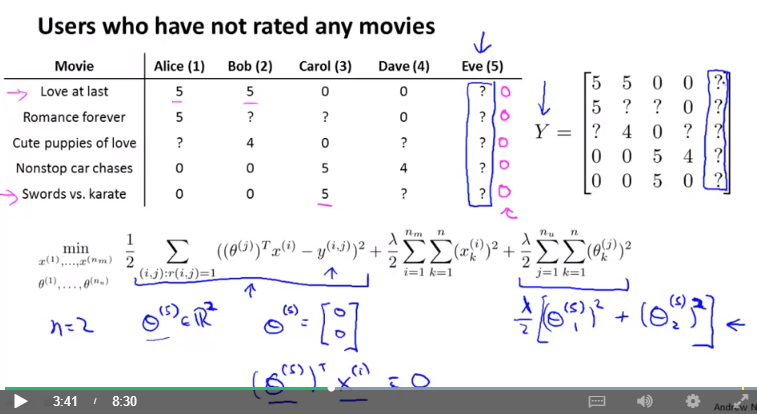 Users who have not rated any movies
Movie Alice (1) Bob (2) Carol (3) Dave (4) Eve (5)
Love at last 5 5 0 0 ? 0
Romance forever 5 ? ? 0 ? 0
Cute puppies of love ? 4 0 ? ? 0
Nonstop car chases 0 0 5 4 ? 0
Swords vs. karate 0 0 5 ? ? 0
Y =
5 5 0 0 ?
5 ? ? 0 ?
? 4 0 ? ?
0 0 5 4 ?
0 0 5 0 ?
min x^(1),...,x^(n_m) θ^(1),...,θ^(n_u) 1/2 Σ_{(i,j):r(i,j)=1} ((θ^(j))^T x^(i) − y^(i,j))² + λ/2 Σ_{i=1}^{n_m} Σ_{k=1}^{n} (x_k^(i))² + λ/2 Σ_{j=1}^{n_u} Σ_{k=1}^{n} (θ_k^(j))²
n=2 θ^(5) ∈ ℝ² θ^(5) = [0 0] λ/2 [(θ_1^(5))² + (θ_2^(5))²] ←
(θ^(5))^T x^(i) = 0
3:41 / 8:30
Andrew N